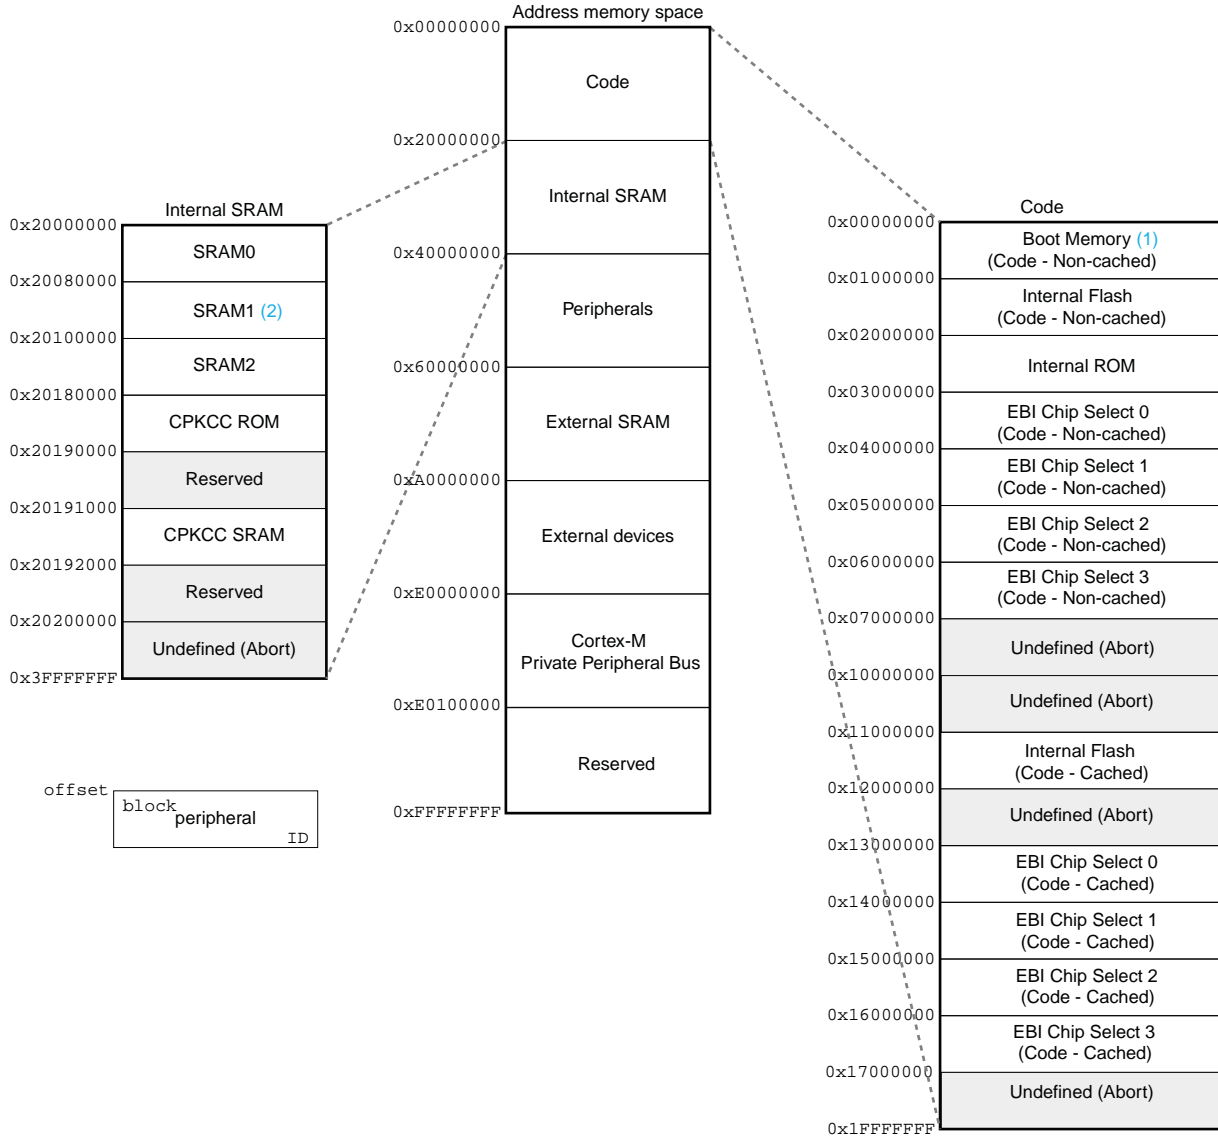 Address memory space
0x00000000
Code
0x20000000
Internal SRAM
0x40000000
Peripherals
0x60000000
External SRAM
0xA0000000
External devices
0xE0000000
Cortex-M
Private Peripheral Bus
0xE0100000
Reserved
0xFFFFFFFF
Internal SRAM
0x20000000
SRAM0
0x20080000
SRAM1 (2)
0x20100000
SRAM2
0x20180000
CPKCC ROM
0x20190000
Reserved
0x20191000
CPKCC SRAM
0x20192000
Reserved
0x20200000
Undefined (Abort)
0x3FFFFFFF
offset
block
peripheral
ID
Code
0x00000000
Boot Memory (1)
(Code - Non-cached)
0x01000000
Internal Flash
(Code - Non-cached)
0x02000000
Internal ROM
0x03000000
EBI Chip Select 0
(Code - Non-cached)
0x04000000
EBI Chip Select 1
(Code - Non-cached)
0x05000000
EBI Chip Select 2
(Code - Non-cached)
0x06000000
EBI Chip Select 3
(Code - Non-cached)
0x07000000
Undefined (Abort)
0x10000000
Undefined (Abort)
0x11000000
Internal Flash
(Code - Cached)
0x12000000
Undefined (Abort)
0x13000000
EBI Chip Select 0
(Code - Cached)
0x14000000
EBI Chip Select 1
(Code - Cached)
0x15000000
EBI Chip Select 2
(Code - Cached)
0x16000000
EBI Chip Select 3
(Code - Cached)
0x17000000
Undefined (Abort)
0x1FFFFFFF